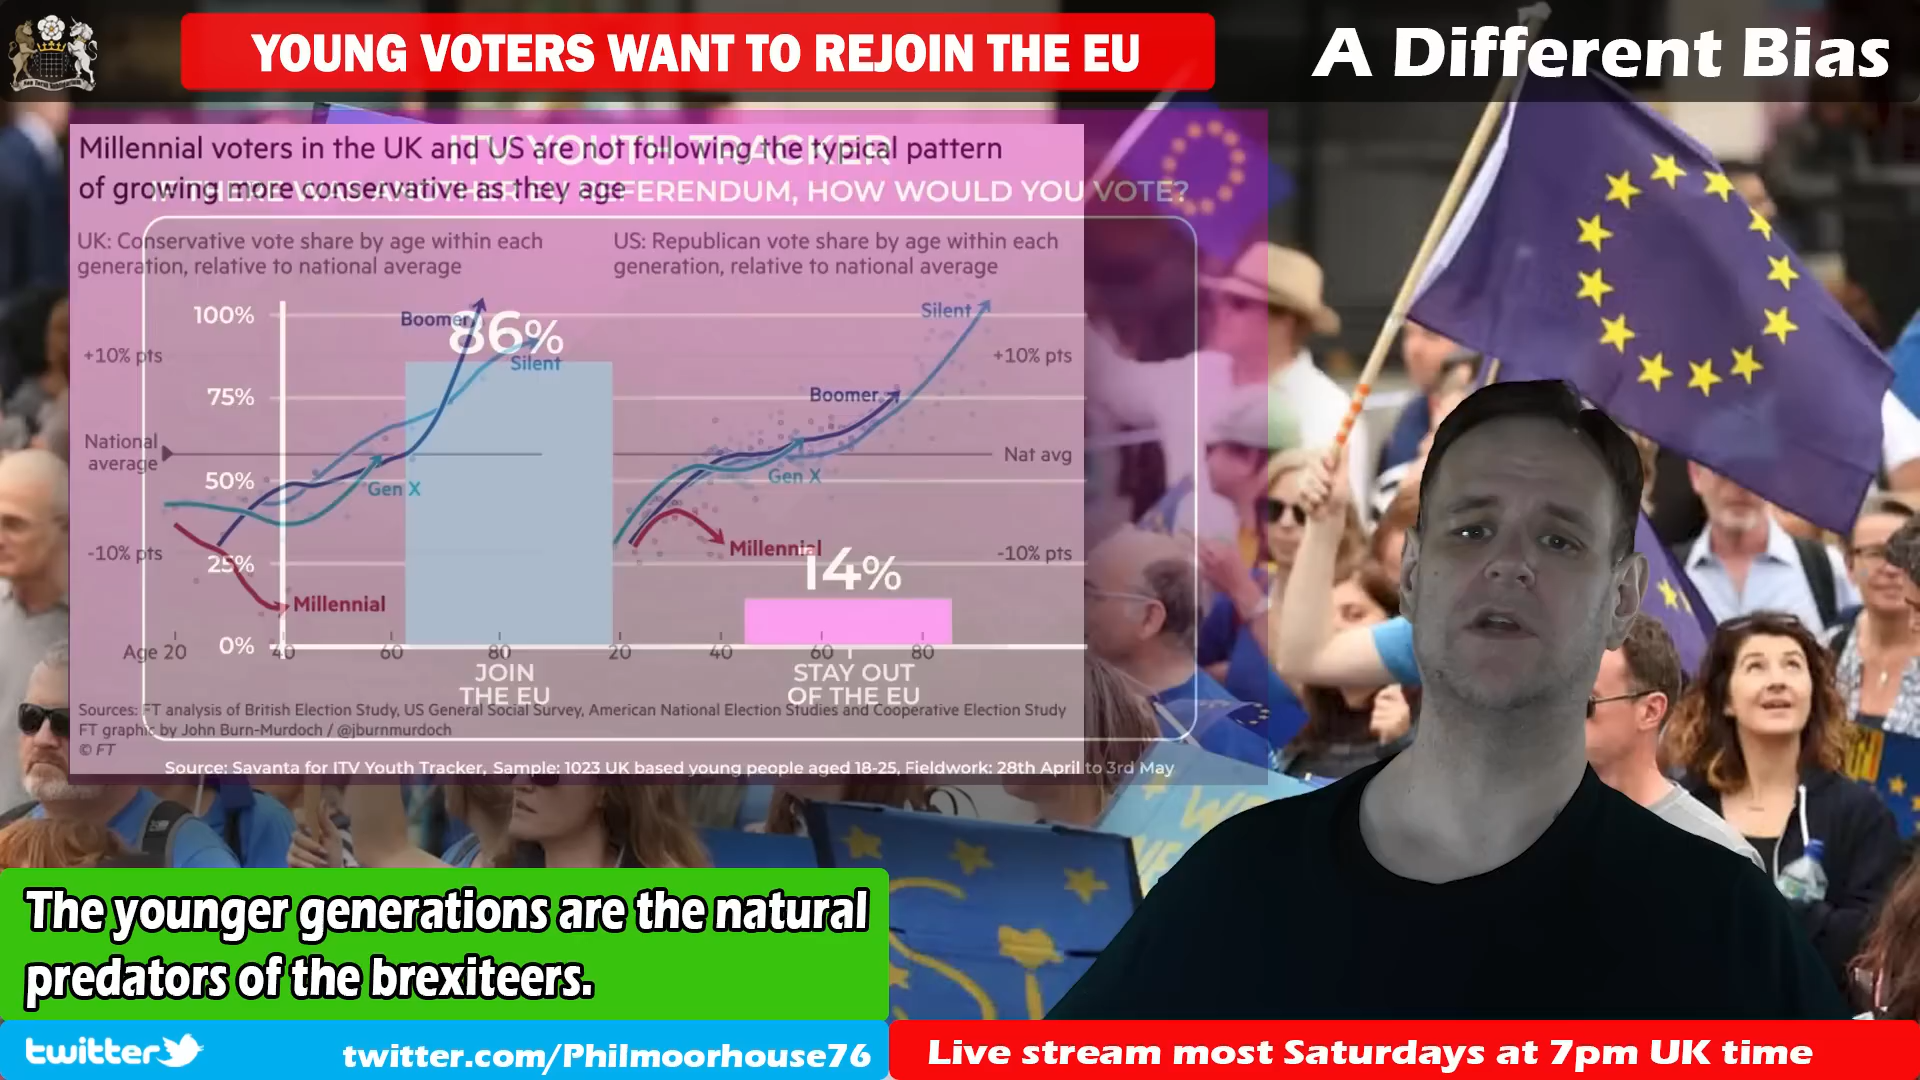 YOUNG VOTERS WANT TO REJOIN THE EU
A Different Bias
Millennial voters in the UK and US are not following the typical pattern
of growing more conservative as they age
ITV YOUTH TRACKER
THERE WAS ANOTHER EU REFERENDUM, HOW WOULD YOU VOTE?
UK: Conservative vote share by age within each
generation, relative to national average
US: Republican vote share by age within each
generation, relative to national average
100%
75%
50%
25%
0%
86%
14%
JOIN
THE EU
STAY OUT
OF THE EU
+10% pts
National
average
-10% pts
Boomer
Silent
Gen X
Millennial
Age 20
40
60
80
Silent
+10% pts
Boomer
Nat avg
Gen X
Millennial
-10% pts
20
40
60
80
Sources: FT analysis of British Election Study, US General Social Survey, American National Election Studies and Cooperative Election Study
FT graphic by John Burn-Murdoch / @jburnmurdoch
© FT
Source: Savanta for ITV Youth Tracker, Sample: 1023 UK based young people aged 18-25, Fieldwork: 28th April to 3rd May
The younger generations are the natural
predators of the brexiteers.
twitter
twitter.com/Philmoorhouse76
Live stream most Saturdays at 7pm UK time